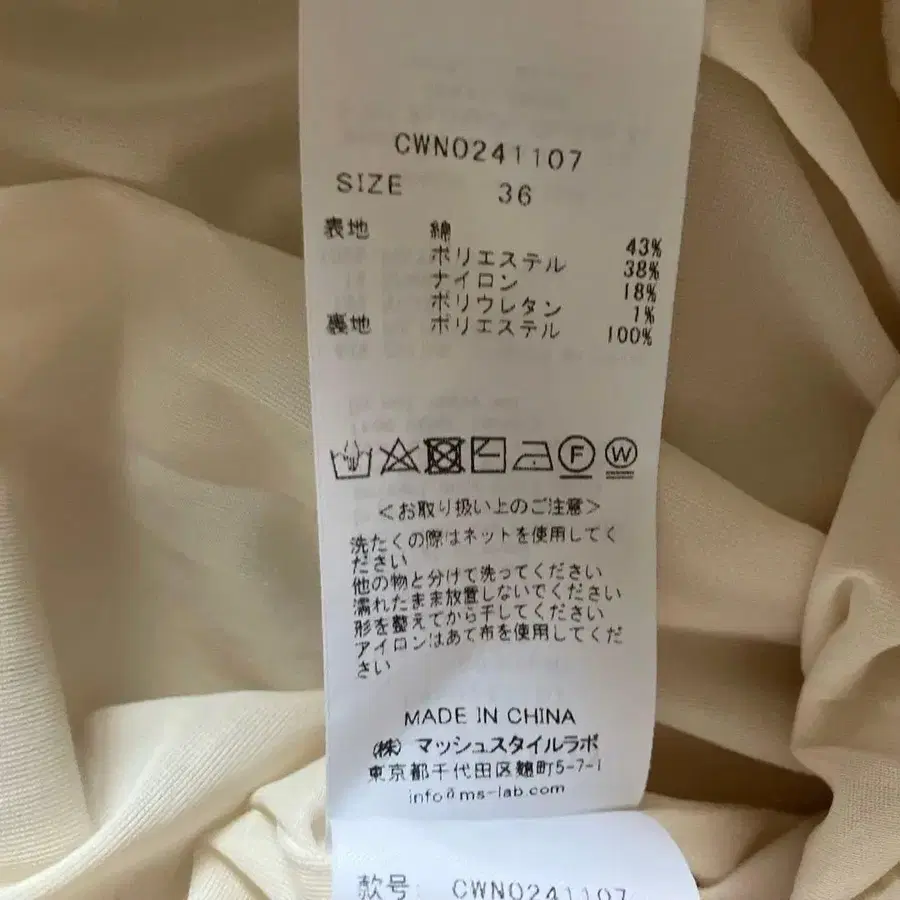 CWNO241107
SIZE 36
表地 綿 43%
ポリエステル 38%
ナイロン 18%
ポリウレタン 1%
裏地 ポリエステル 100%
F W
<お取り扱い上のご注意>
洗たくの際はネットを使用してく
ださい
他の物と分けて洗ってください
濡れたまま放置しないでください
形を整えてから干してください
アイロンはあて布を使用してくだ
さい
MADE IN CHINA
(株) マッシュスタイルラボ
東京都千代田区麹町5-7-1
info@ms-lab.com
款号: CWNO241107